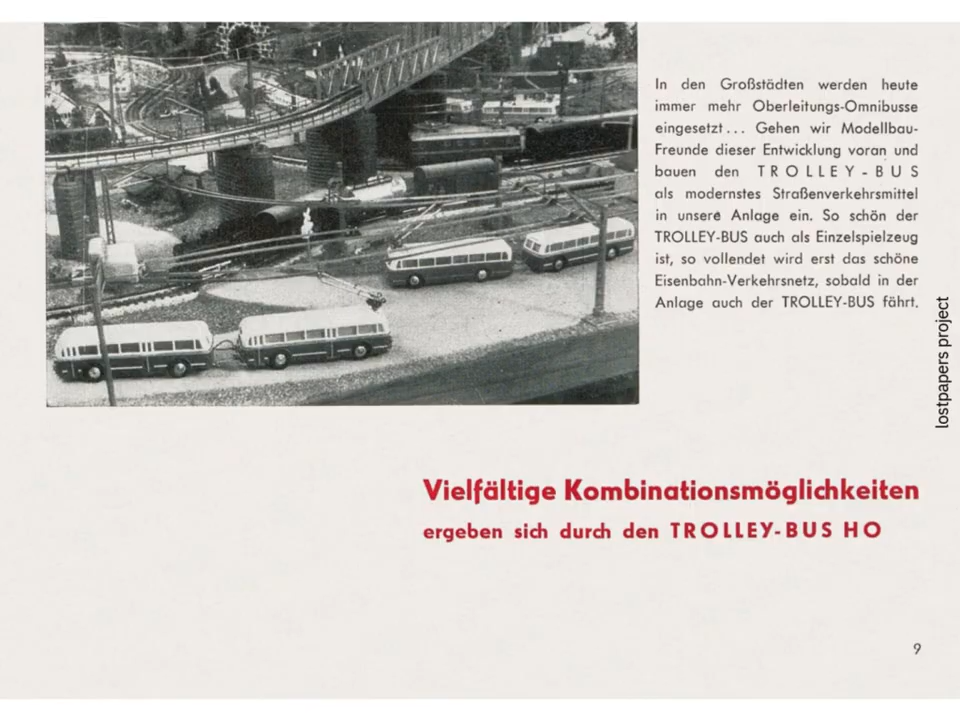 In den Großstädten werden heute
immer mehr Oberleitungs-Omnibusse
eingesetzt... Gehen wir Modellbau-
Freunde dieser Entwicklung voran und
bauen den TROLLEY-BUS
als modernstes Straßenverkehrsmittel
in unsere Anlage ein. So schön der
TROLLEY-BUS auch als Einzelspielzeug
ist, so vollendet wird erst das schöne
Eisenbahn-Verkehrsnetz, sobald in der
Anlage auch der TROLLEY-BUS fährt.
lostpapers project
Vielfältige Kombinationsmöglichkeiten
ergeben sich durch den TROLLEY-BUS HO
9